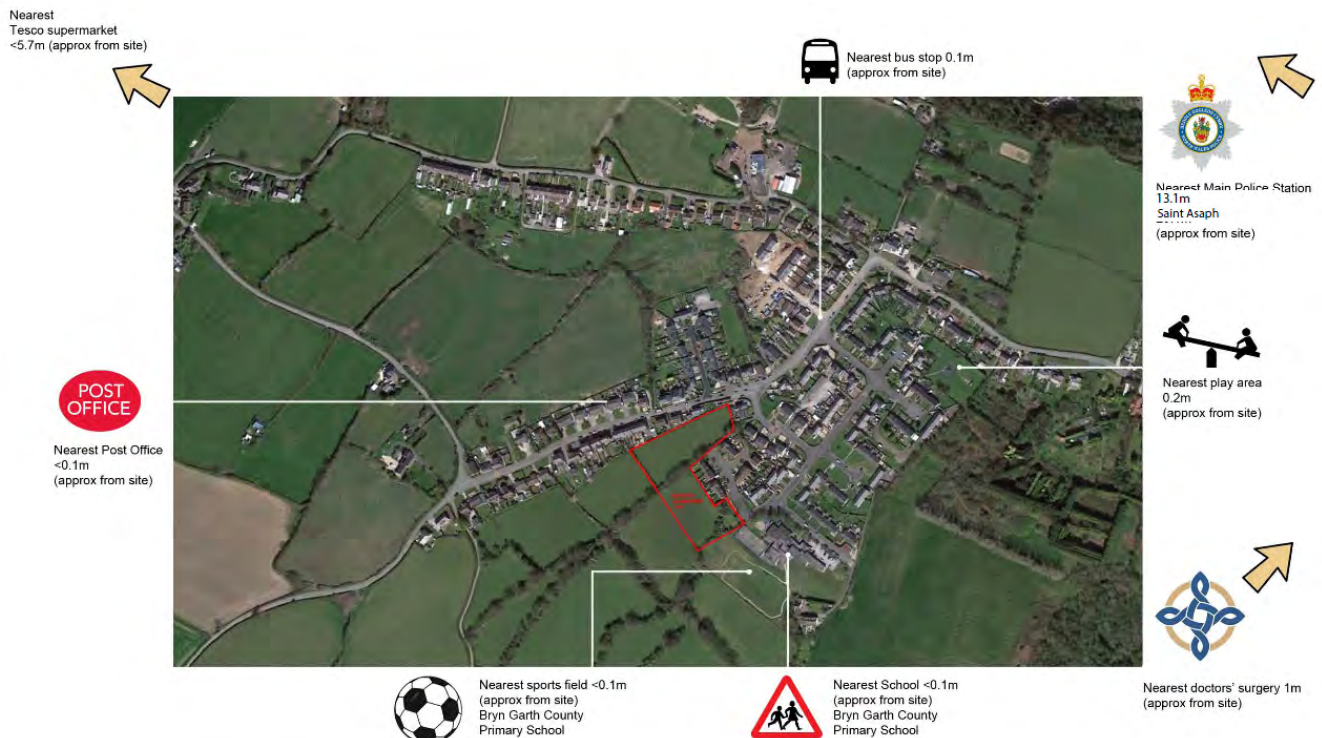 Nearest
Tesco supermarket
<5.7m (approx from site)
Nearest bus stop 0.1m
(approx from site)
Nearest Main Police Station
13.1m
Saint Asaph
(approx from site)
POST
OFFICE
Nearest Post Office
<0.1m
(approx from site)
Nearest play area
0.2m
(approx from site)
Nearest sports field <0.1m
(approx from site)
Bryn Garth County
Primary School
Nearest School <0.1m
(approx from site)
Bryn Garth County
Primary School
Nearest doctors' surgery 1m
(approx from site)